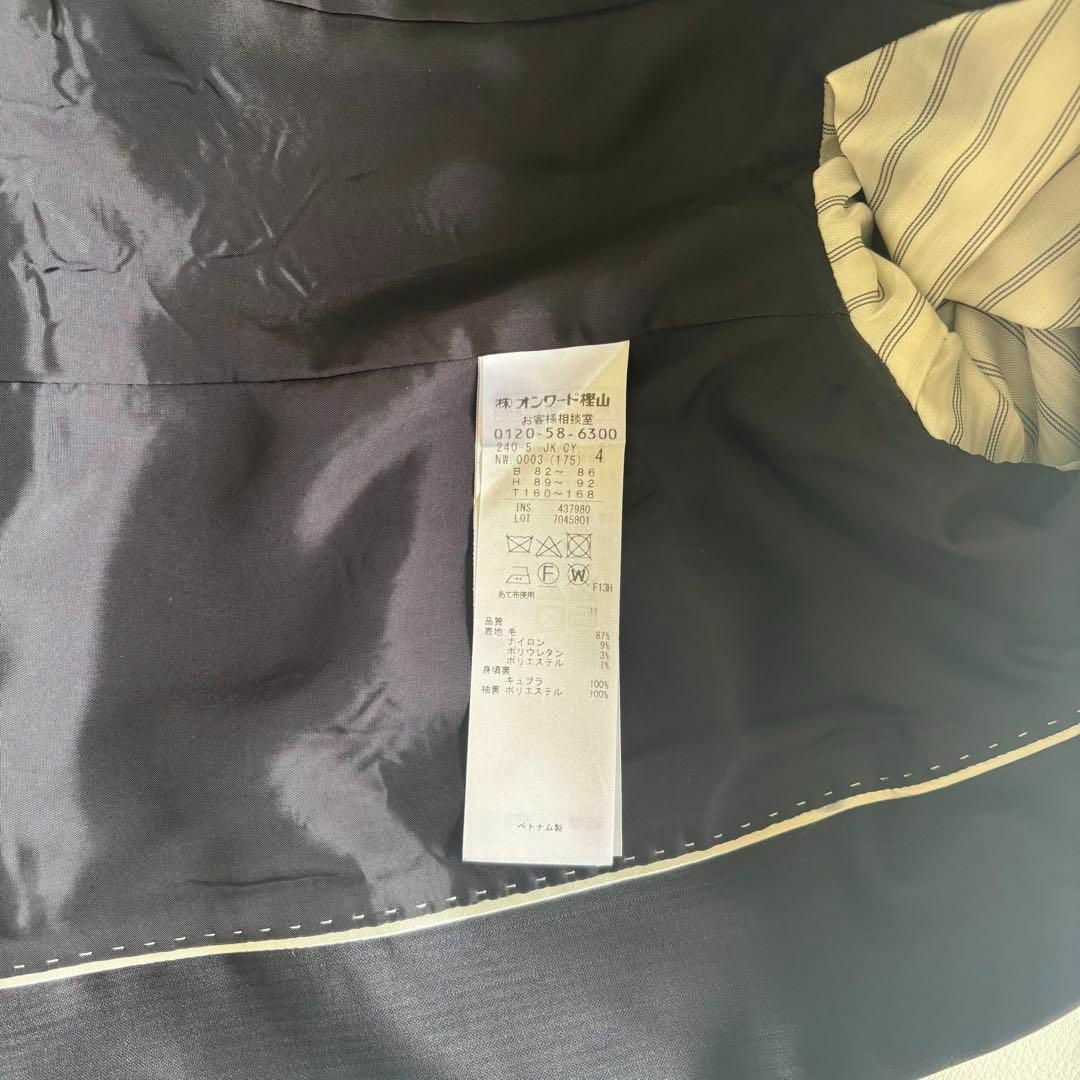 (株)オンワード樫山
お客様相談室
0120-58-6300
240-5 JK CY
NW 0003 (175) 4
B 82～ 86
H 89～ 92
T160～168
INS 437980
LOT 7045801
F W F13H
あて布使用
11
品質
表地 毛 87%
ナイロン 9%
ポリウレタン 3%
ポリエステル 1%
身頃裏
キュプラ 100%
袖裏 ポリエステル 100%
ベトナム製